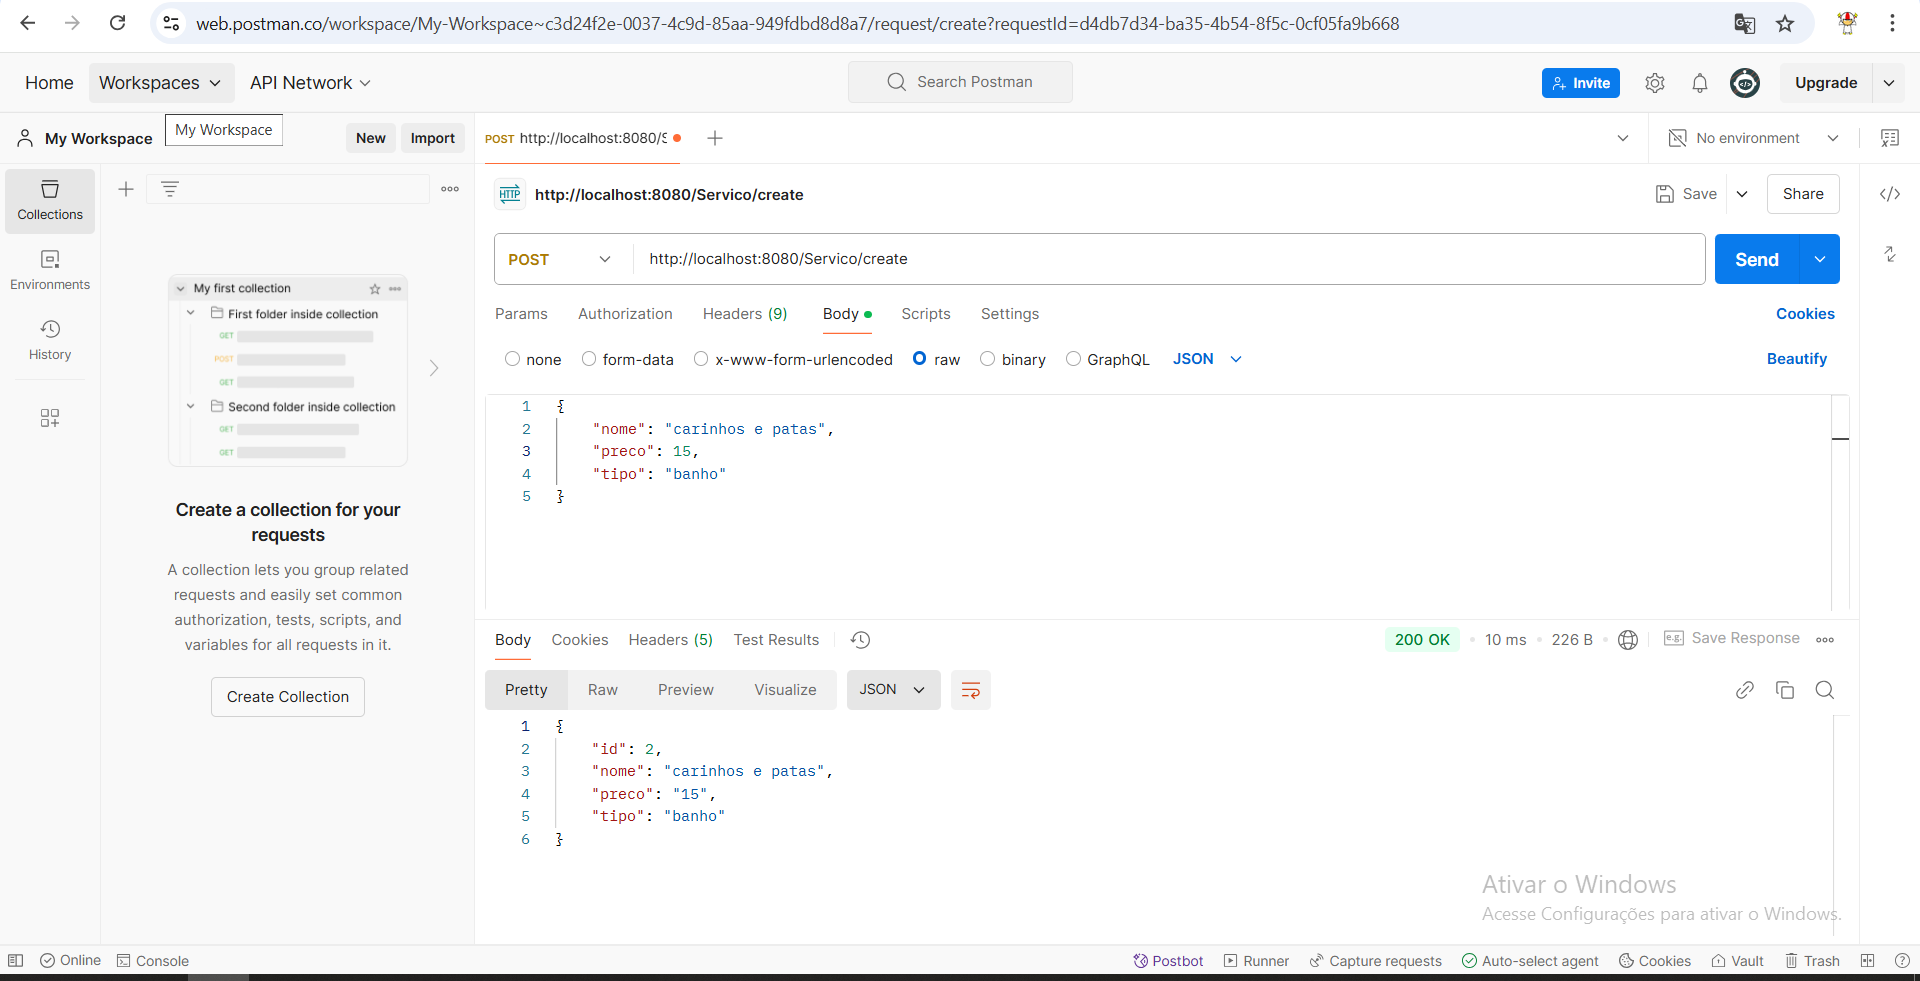 web.postman.co/workspace/My-Workspace~c3d24f2e-0037-4c9d-85aa-949fdbd8d8a7/request/create?requestId=d4db7d34-ba35-4b54-8f5c-0cf05fa9b668
Home Workspaces API Network Search Postman Invite Upgrade
My Workspace My Workspace New Import POST http://localhost:8080/S No environment
Collections
Environments
History
My first collection
First folder inside collection
GET
POST
GET
Second folder inside collection
GET
GET
Create a collection for your
requests
A collection lets you group related
requests and easily set common
authorization, tests, scripts, and
variables for all requests in it.
Create Collection
HTTP http://localhost:8080/Servico/create Save Share
POST http://localhost:8080/Servico/create Send
Params Authorization Headers (9) Body Scripts Settings Cookies
none form-data x-www-form-urlencoded raw binary GraphQL JSON Beautify
1 {
2 "nome": "carinhos e patas",
3 "preco": 15,
4 "tipo": "banho"
5 }
Body Cookies Headers (5) Test Results 200 OK 10 ms 226 B e.g. Save Response
Pretty Raw Preview Visualize JSON
1 {
2 "id": 2,
3 "nome": "carinhos e patas",
4 "preco": "15",
5 "tipo": "banho"
6 }
Ativar o Windows
Acesse Configurações para ativar o Windows.
Online Console Postbot Runner Capture requests Auto-select agent Cookies Vault Trash